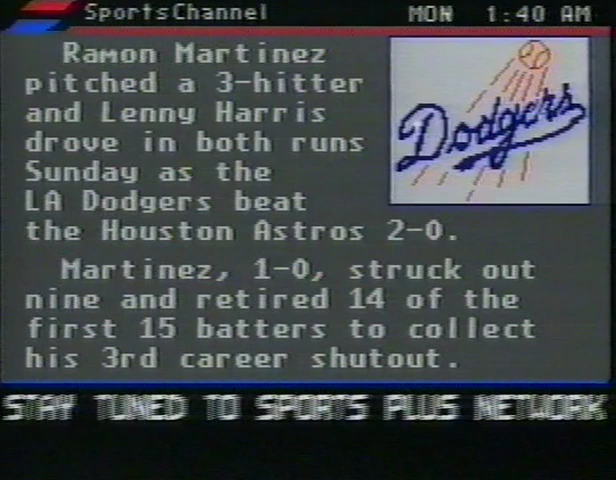 SportsChannel MON 1:40 AM
Ramon Martinez
pitched a 3-hitter
and Lenny Harris
drove in both runs
Sunday as the
LA Dodgers beat
the Houston Astros 2-0.
Dodgers
Martinez, 1-0, struck out
nine and retired 14 of the
first 15 batters to collect
his 3rd career shutout.
STAY TUNED TO SPORTS PLUS NETWORK